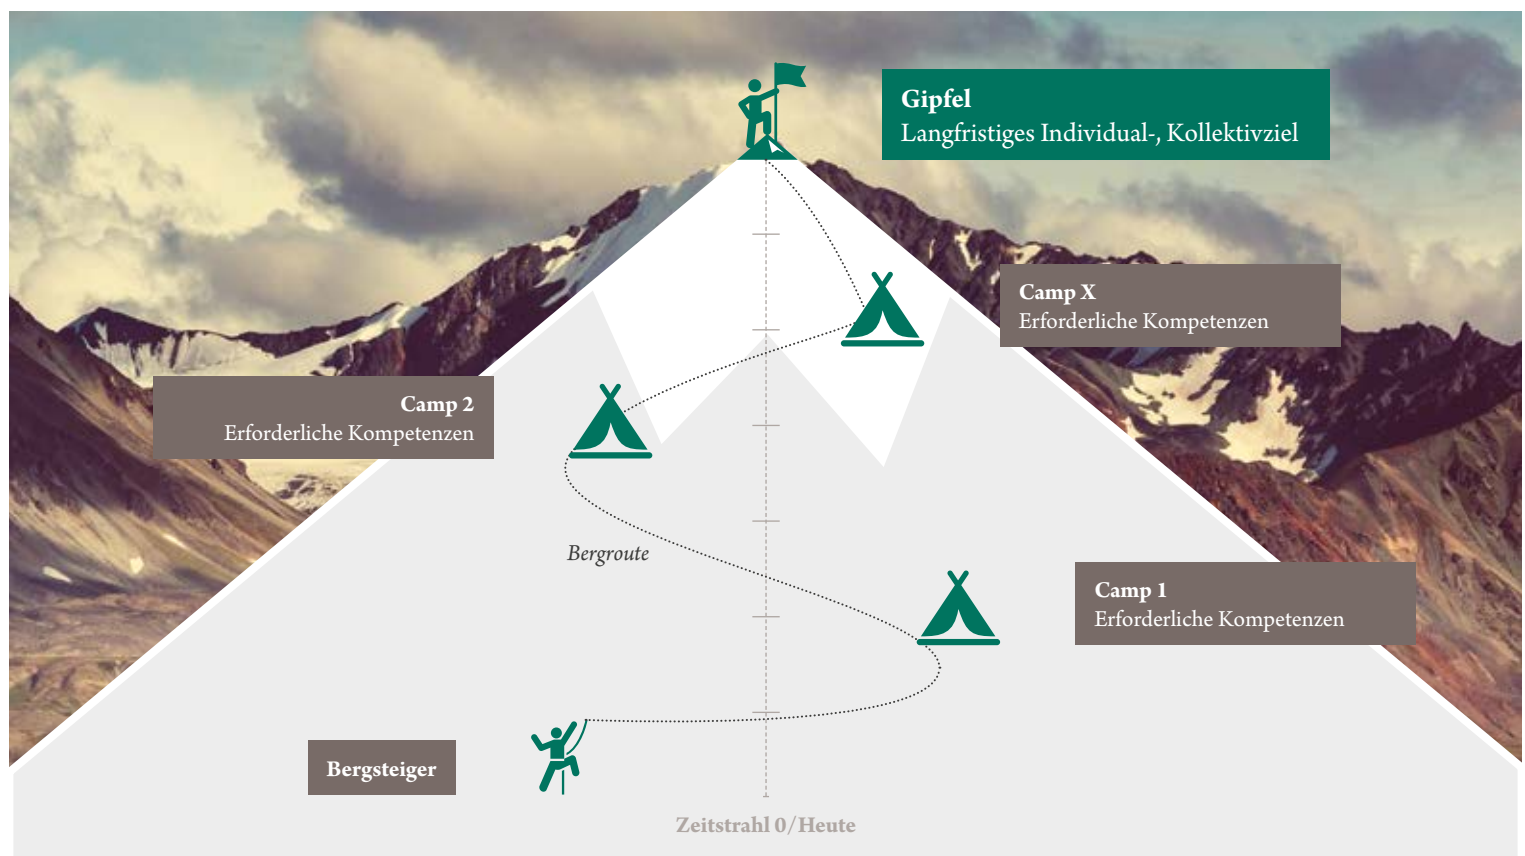 Gipfel
Langfristiges Individual-, Kollektivziel
Camp X
Erforderliche Kompetenzen
Camp 2
Erforderliche Kompetenzen
Bergroute
Camp 1
Erforderliche Kompetenzen
Bergsteiger
Zeitstrahl 0/Heute